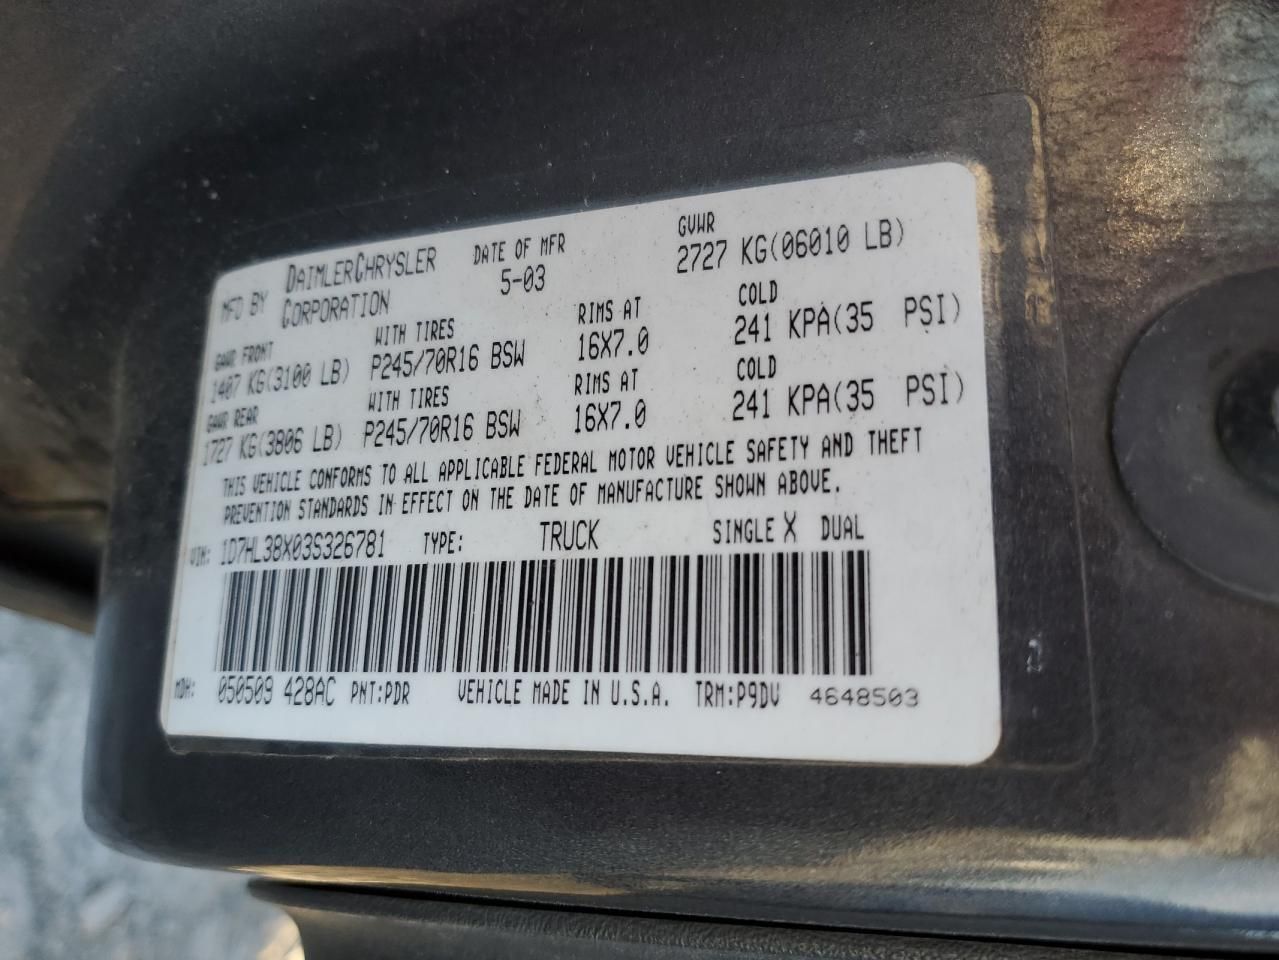 MFD BY DAIMLERCHRYSLER CORPORATION DATE OF MFR 5-03 GVWR 2727 KG(06010 LB)
GAWR FRONT WITH TIRES RIMS AT COLD
1407 KG(3100 LB) P245/70R16 BSW 16X7.0 241 KPA(35 PSI)
GAWR REAR WITH TIRES RIMS AT COLD
1727 KG(3806 LB) P245/70R16 BSW 16X7.0 241 KPA(35 PSI)
THIS VEHICLE CONFORMS TO ALL APPLICABLE FEDERAL MOTOR VEHICLE SAFETY AND THEFT
PREVENTION STANDARDS IN EFFECT ON THE DATE OF MANUFACTURE SHOWN ABOVE.
VIN: 1D7HL38X03S326781 TYPE: TRUCK SINGLE X DUAL
MDH: 050509 428AC PNT:PDR VEHICLE MADE IN U.S.A. TRM:P9DV 4648503